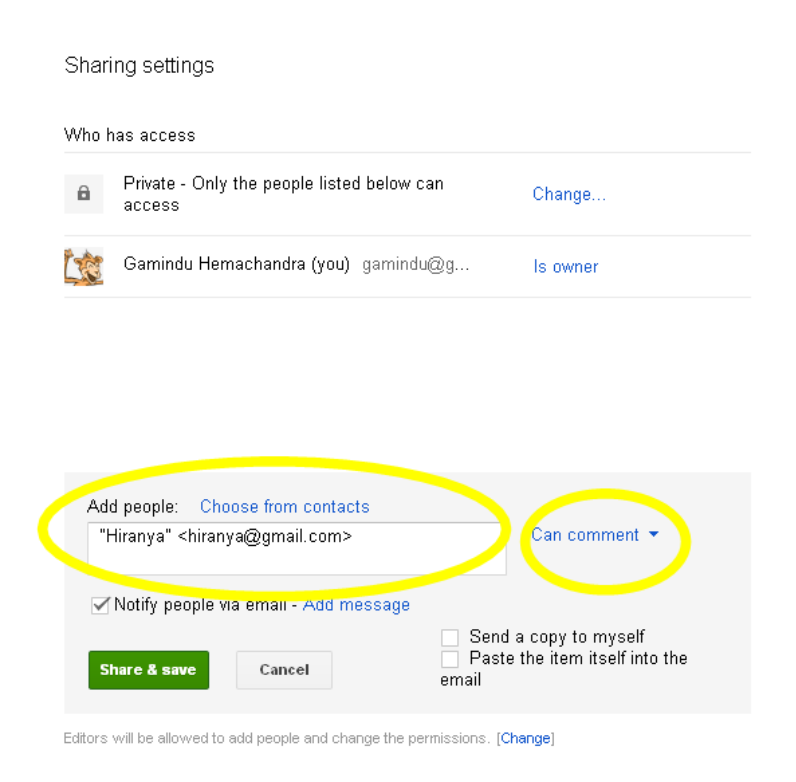 Sharing settings
Who has access
Private - Only the people listed below can
access
Change...
Gamindu Hemachandra (you) gamindu@g...
Is owner
Add people: Choose from contacts
"Hiranya" <hiranya@gmail.com>
Can comment
Notify people via email - Add message
Send a copy to myself
Paste the item itself into the
email
Share & save
Cancel
Editors will be allowed to add people and change the permissions. [Change]